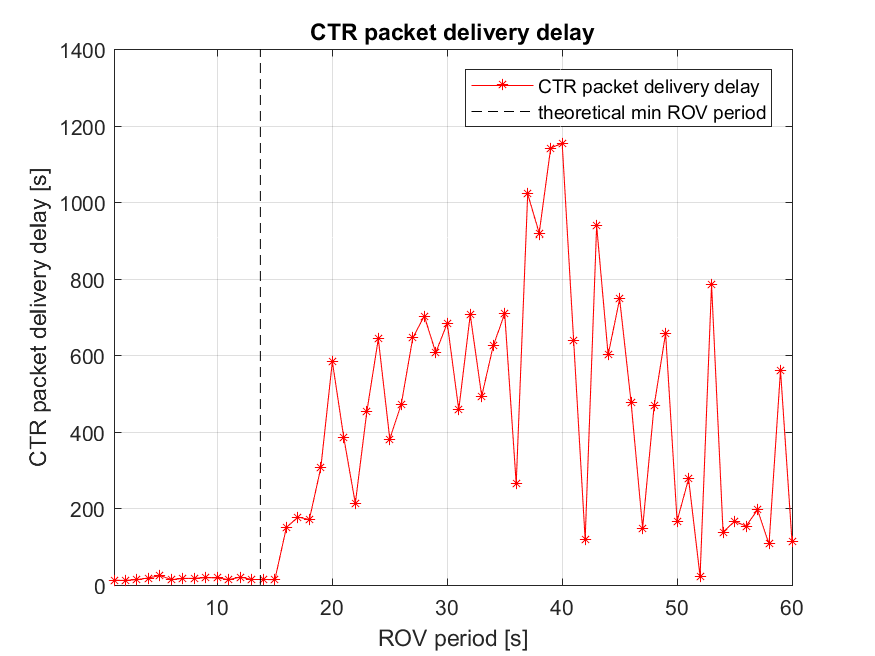 CTR packet delivery delay
1400
1200
1000
800
600
400
200
0
CTR packet delivery delay [s]
CTR packet delivery delay
theoretical min ROV period
10 20 30 40 50 60
ROV period [s]